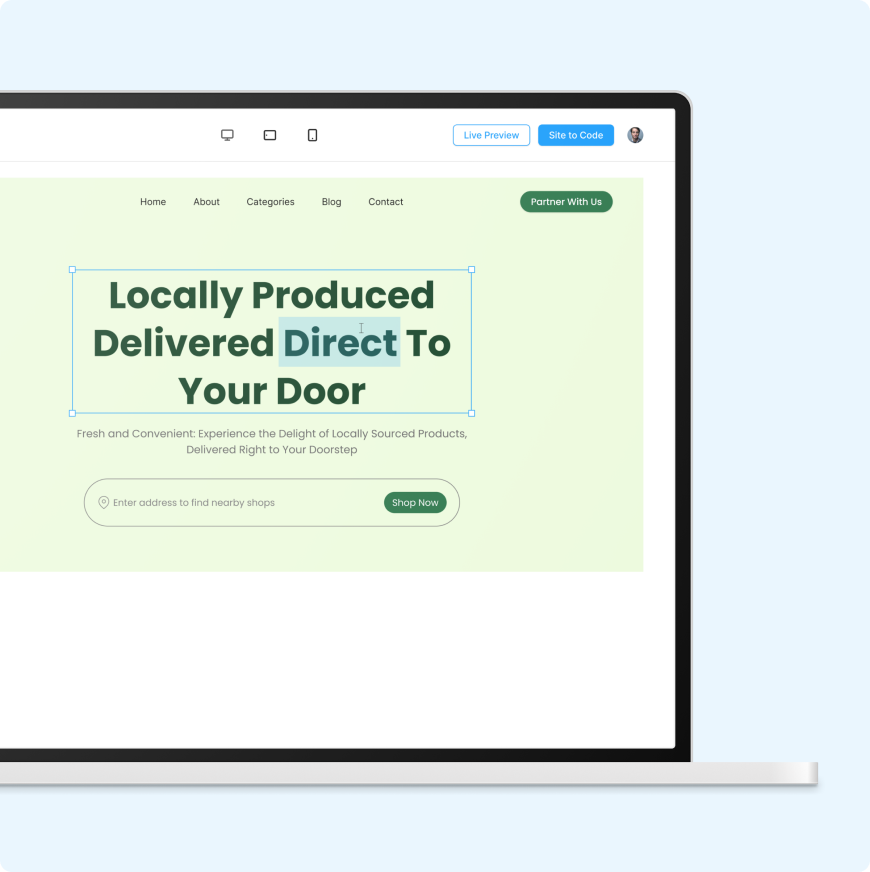 Live Preview Site to Code
Home About Categories Blog Contact Partner With Us
Locally Produced
Delivered Direct To
Your Door
Fresh and Convenient: Experience the Delight of Locally Sourced Products,
Delivered Right to Your Doorstep
Enter address to find nearby shops Shop Now